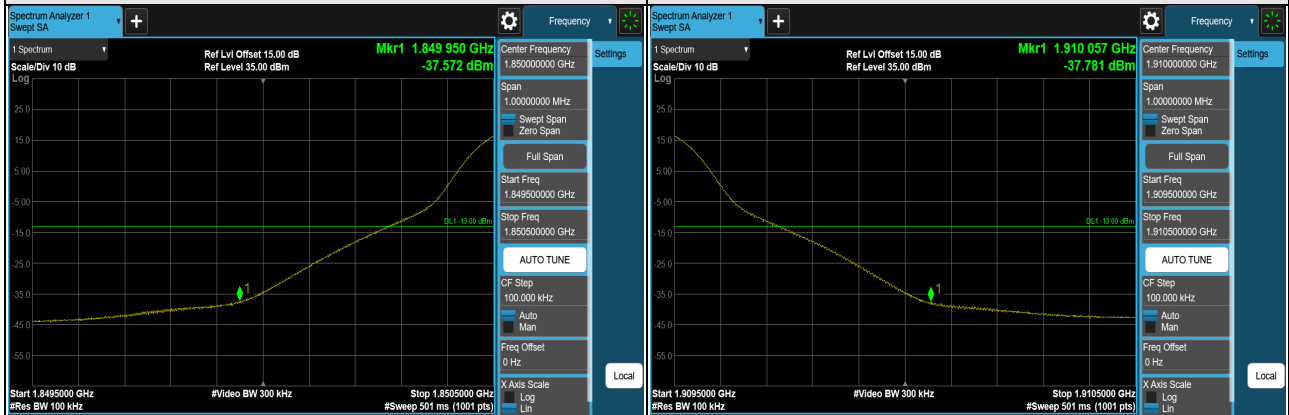 Spectrum Analyzer 1
Swept SA
+
Frequency
1 Spectrum
Scale/Div 10 dB
Log
Ref Lvl Offset 15.00 dB
Ref Level 35.00 dBm
Mkr1 1.849 950 GHz
-37.572 dBm
25.0
15.0
5.00
-5.00
-15.0
-25.0
-35.0
-45.0
-55.0
DL1 -13.00 dBm
1
Start 1.8495000 GHz
#Res BW 100 kHz
#Video BW 300 kHz
Stop 1.8505000 GHz
#Sweep 501 ms (1001 pts)
Center Frequency
1.850000000 GHz
Settings
Span
1.00000000 MHz
Swept Span
Zero Span
Full Span
Start Freq
1.849500000 GHz
Stop Freq
1.850500000 GHz
AUTO TUNE
CF Step
100.000 kHz
Auto
Man
Freq Offset
0 Hz
X Axis Scale
Log
Lin
Local
Spectrum Analyzer 1
Swept SA
+
Frequency
1 Spectrum
Scale/Div 10 dB
Log
Ref Lvl Offset 15.00 dB
Ref Level 35.00 dBm
Mkr1 1.910 057 GHz
-37.781 dBm
25.0
15.0
5.00
-5.00
-15.0
-25.0
-35.0
-45.0
-55.0
DL1 -13.00 dBm
1
Start 1.9095000 GHz
#Res BW 100 kHz
#Video BW 300 kHz
Stop 1.9105000 GHz
#Sweep 501 ms (1001 pts)
Center Frequency
1.910000000 GHz
Settings
Span
1.00000000 MHz
Swept Span
Zero Span
Full Span
Start Freq
1.909500000 GHz
Stop Freq
1.910500000 GHz
AUTO TUNE
CF Step
100.000 kHz
Auto
Man
Freq Offset
0 Hz
X Axis Scale
Log
Lin
Local